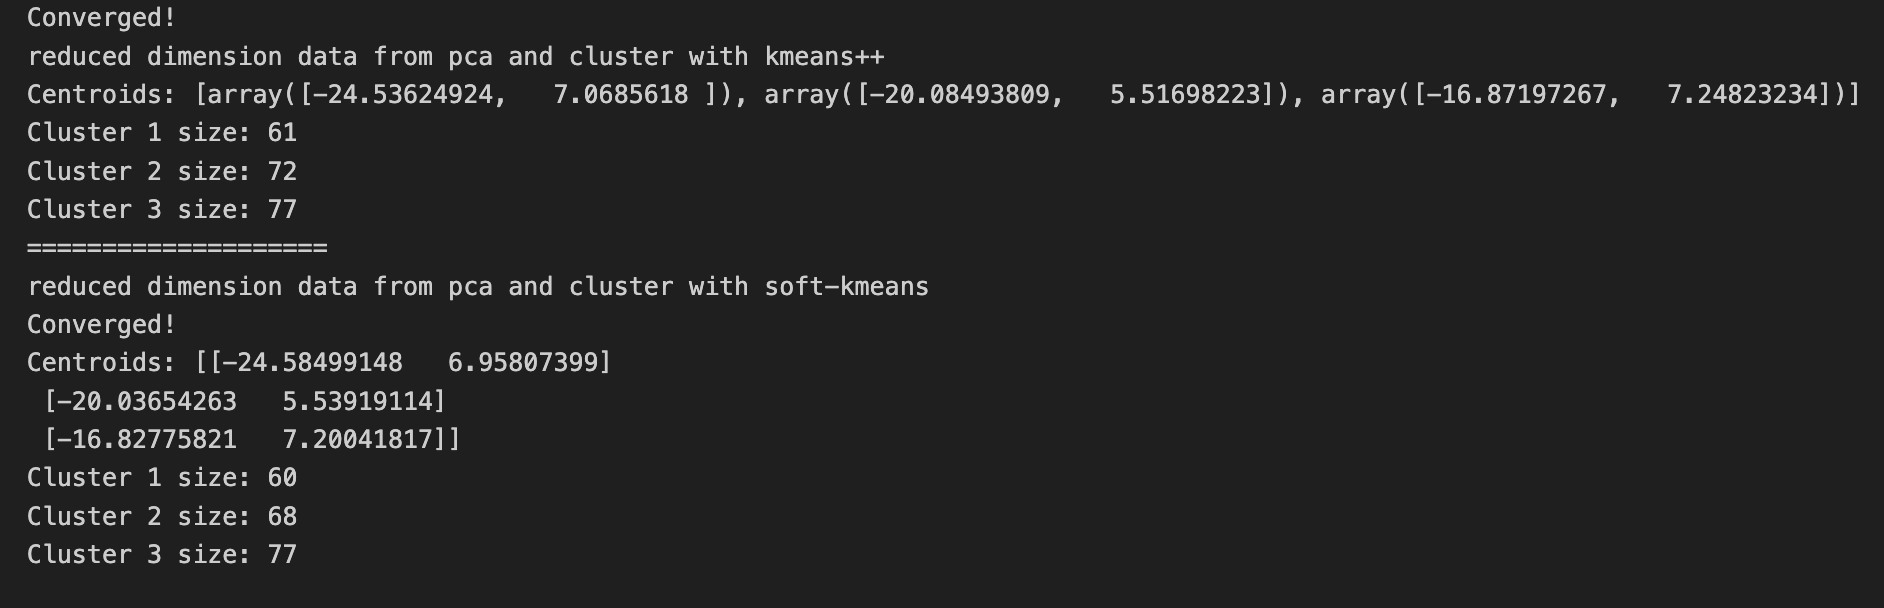 Converged!
reduced dimension data from pca and cluster with kmeans++
Centroids: [array([-24.53624924,   7.0685618 ]), array([-20.08493809,   5.51698223]), array([-16.87197267,   7.24823234])]
Cluster 1 size: 61
Cluster 2 size: 72
Cluster 3 size: 77
====================
reduced dimension data from pca and cluster with soft-kmeans
Converged!
Centroids: [[-24.58499148   6.95807399]
 [-20.03654263   5.53919114]
 [-16.82775821   7.20041817]]
Cluster 1 size: 60
Cluster 2 size: 68
Cluster 3 size: 77